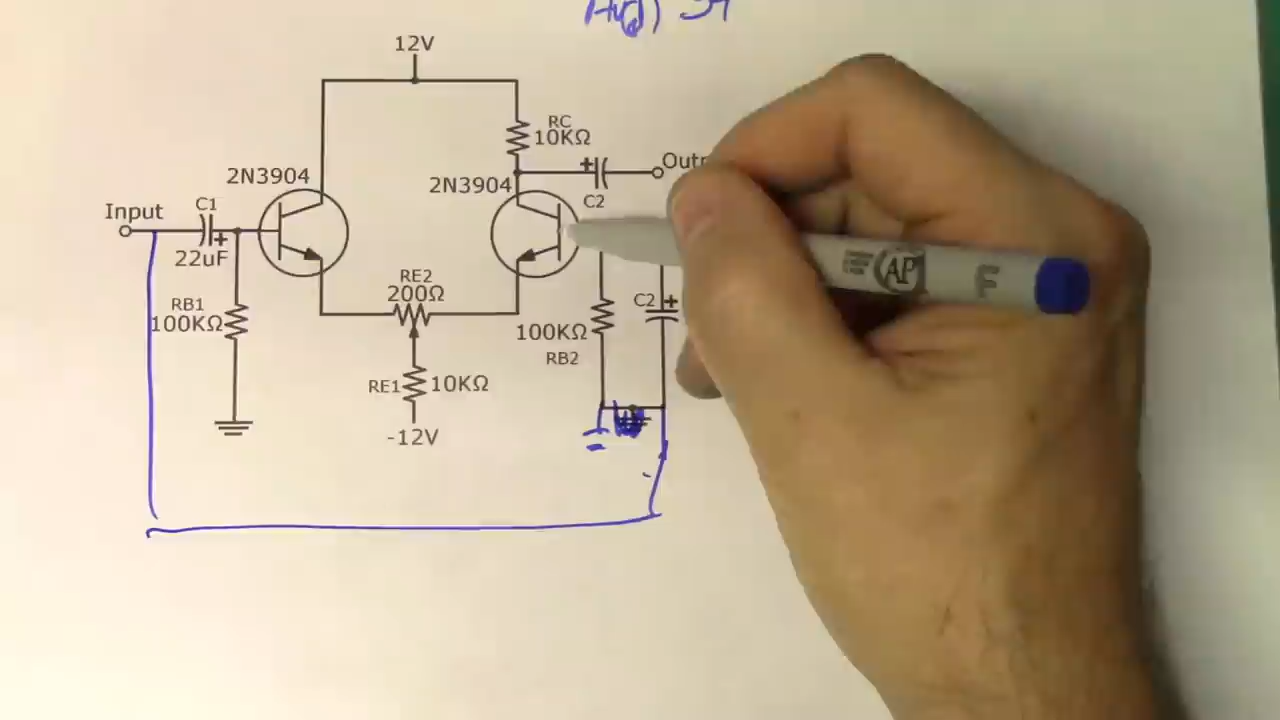 12V
RC
10KΩ
2N3904
2N3904
C2
Input
C1
22uF
RE2
200Ω
RB1
100KΩ
C2
100KΩ
RB2
RE1
10KΩ
-12V
AP
F